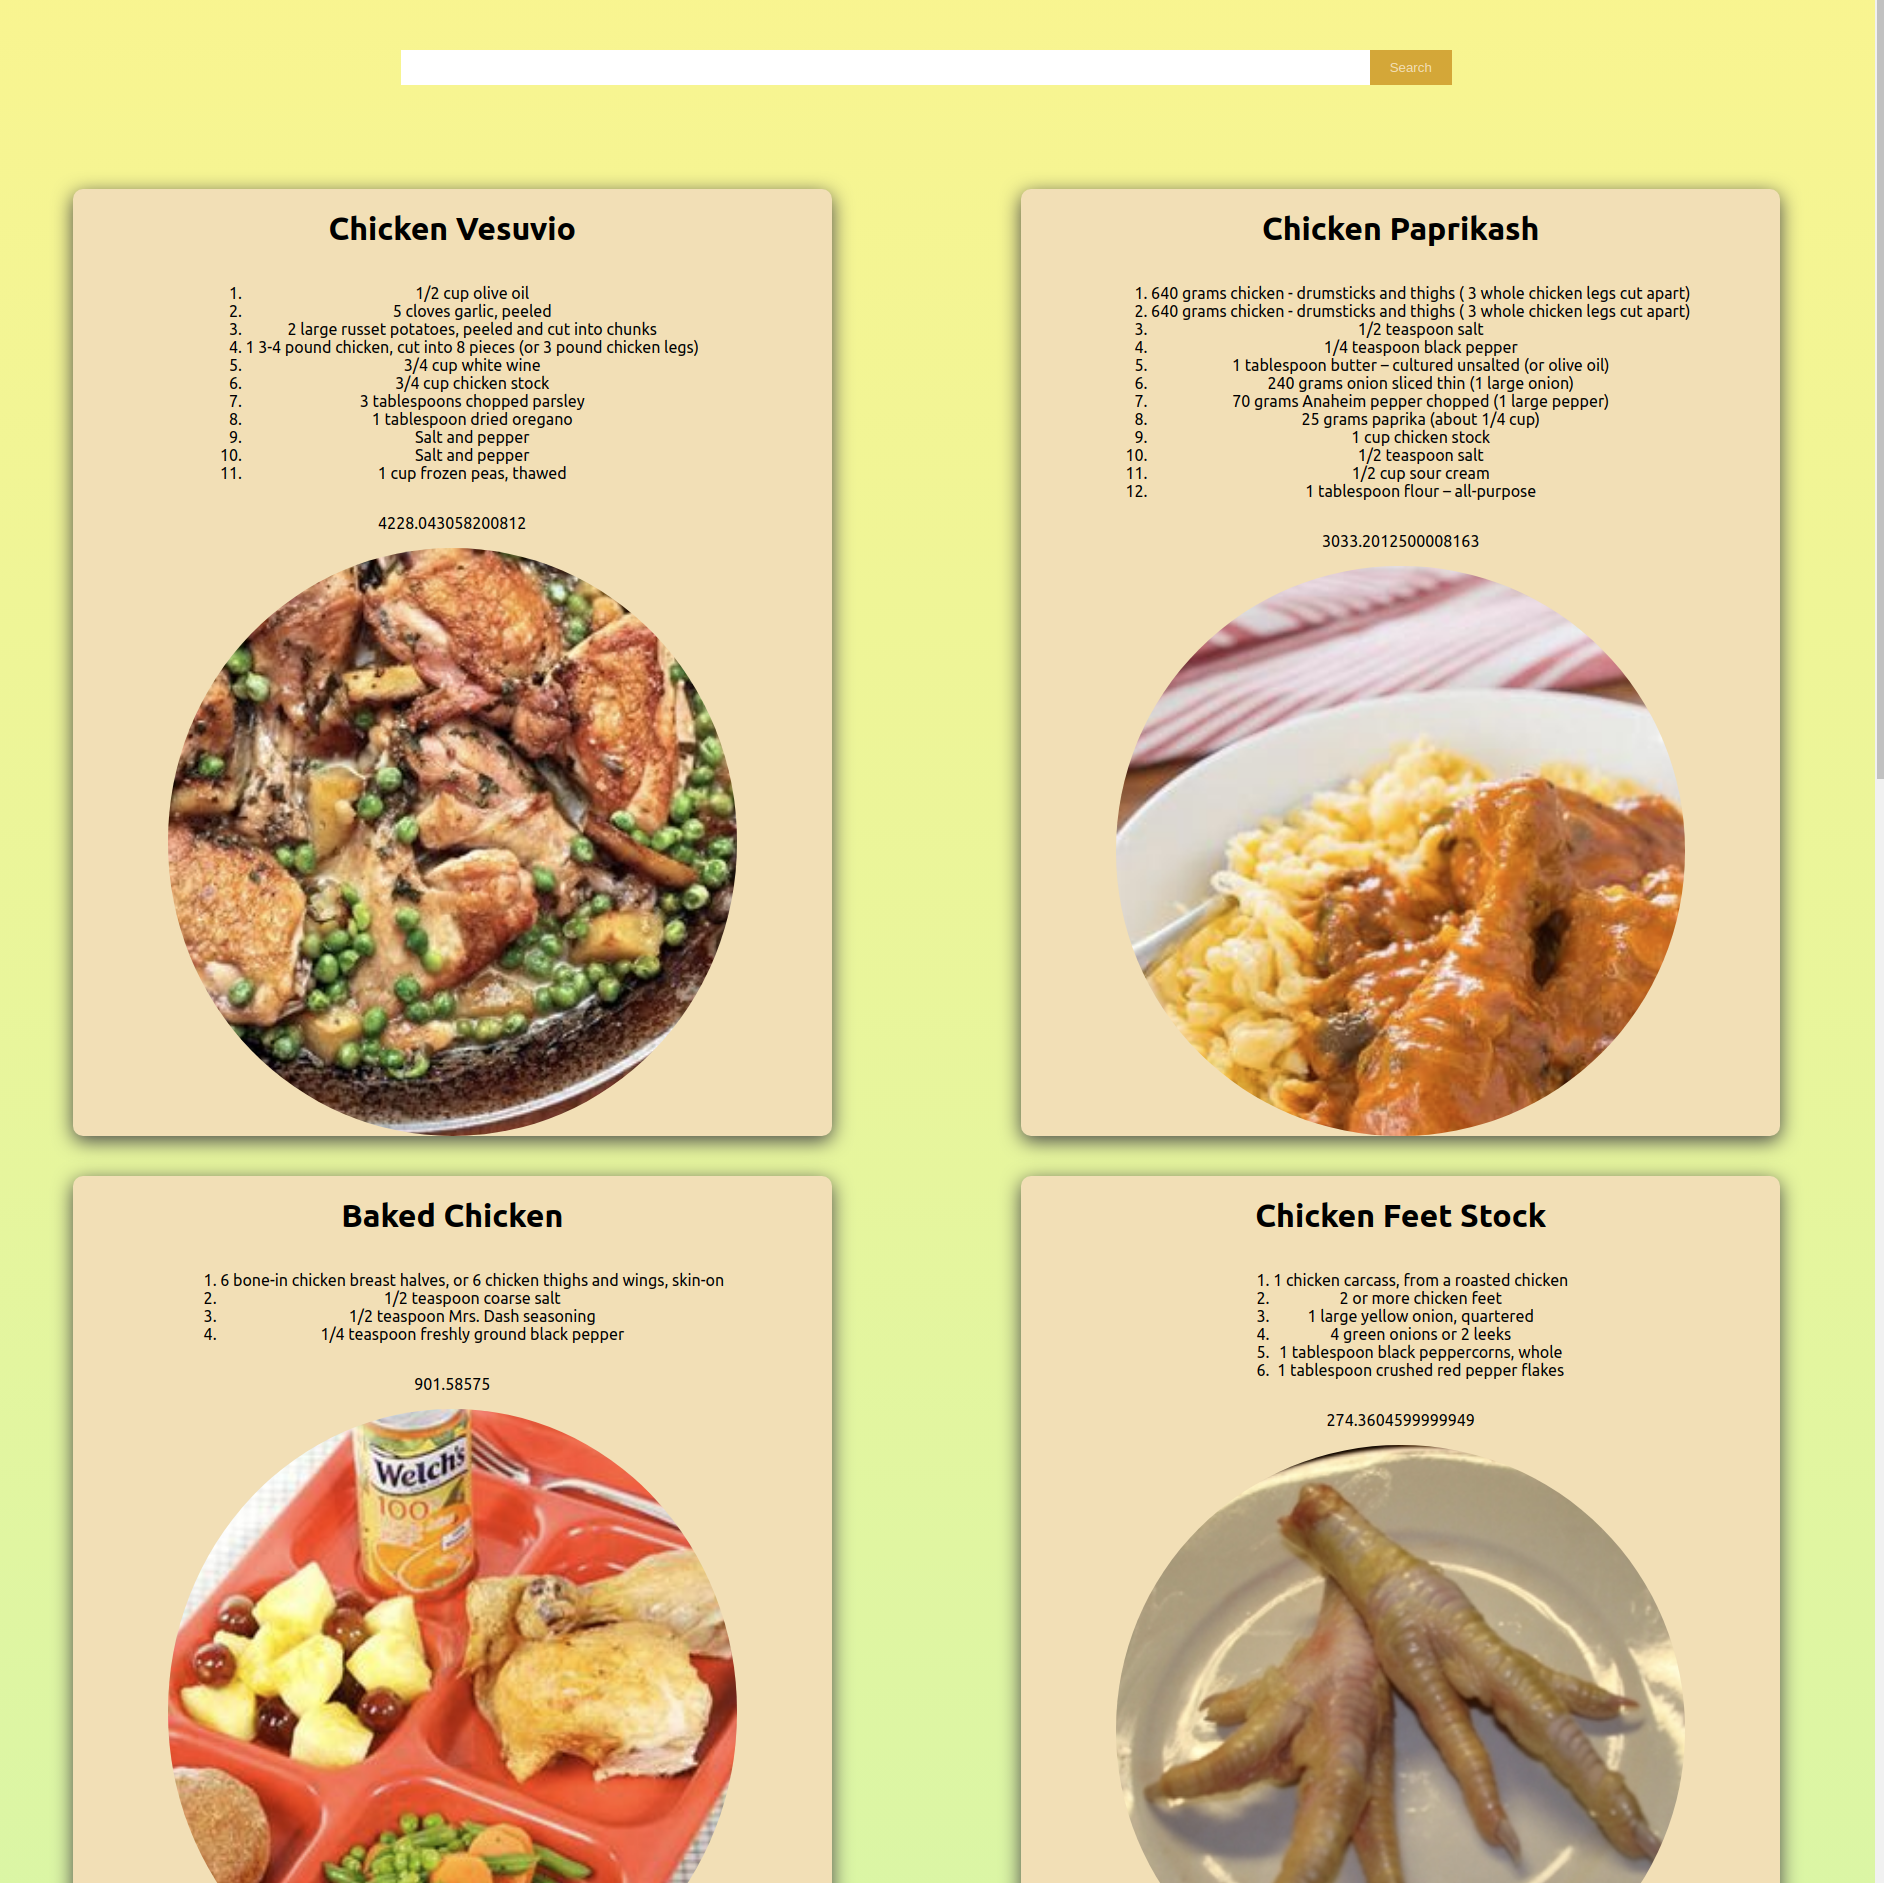 Search
Chicken Vesuvio
1. 1/2 cup olive oil
2. 5 cloves garlic, peeled
3. 2 large russet potatoes, peeled and cut into chunks
4. 1 3-4 pound chicken, cut into 8 pieces (or 3 pound chicken legs)
5. 3/4 cup white wine
6. 3/4 cup chicken stock
7. 3 tablespoons chopped parsley
8. 1 tablespoon dried oregano
9. Salt and pepper
10. Salt and pepper
11. 1 cup frozen peas, thawed
4228.043058200812
Chicken Paprikash
1. 640 grams chicken - drumsticks and thighs ( 3 whole chicken legs cut apart)
2. 640 grams chicken - drumsticks and thighs ( 3 whole chicken legs cut apart)
3. 1/2 teaspoon salt
4. 1/4 teaspoon black pepper
5. 1 tablespoon butter – cultured unsalted (or olive oil)
6. 240 grams onion sliced thin (1 large onion)
7. 70 grams Anaheim pepper chopped (1 large pepper)
8. 25 grams paprika (about 1/4 cup)
9. 1 cup chicken stock
10. 1/2 teaspoon salt
11. 1/2 cup sour cream
12. 1 tablespoon flour – all-purpose
3033.2012500008163
Baked Chicken
1. 6 bone-in chicken breast halves, or 6 chicken thighs and wings, skin-on
2. 1/2 teaspoon coarse salt
3. 1/2 teaspoon Mrs. Dash seasoning
4. 1/4 teaspoon freshly ground black pepper
901.58575
Welch's
100
Chicken Feet Stock
1. 1 chicken carcass, from a roasted chicken
2. 2 or more chicken feet
3. 1 large yellow onion, quartered
4. 4 green onions or 2 leeks
5. 1 tablespoon black peppercorns, whole
6. 1 tablespoon crushed red pepper flakes
274.3604599999949